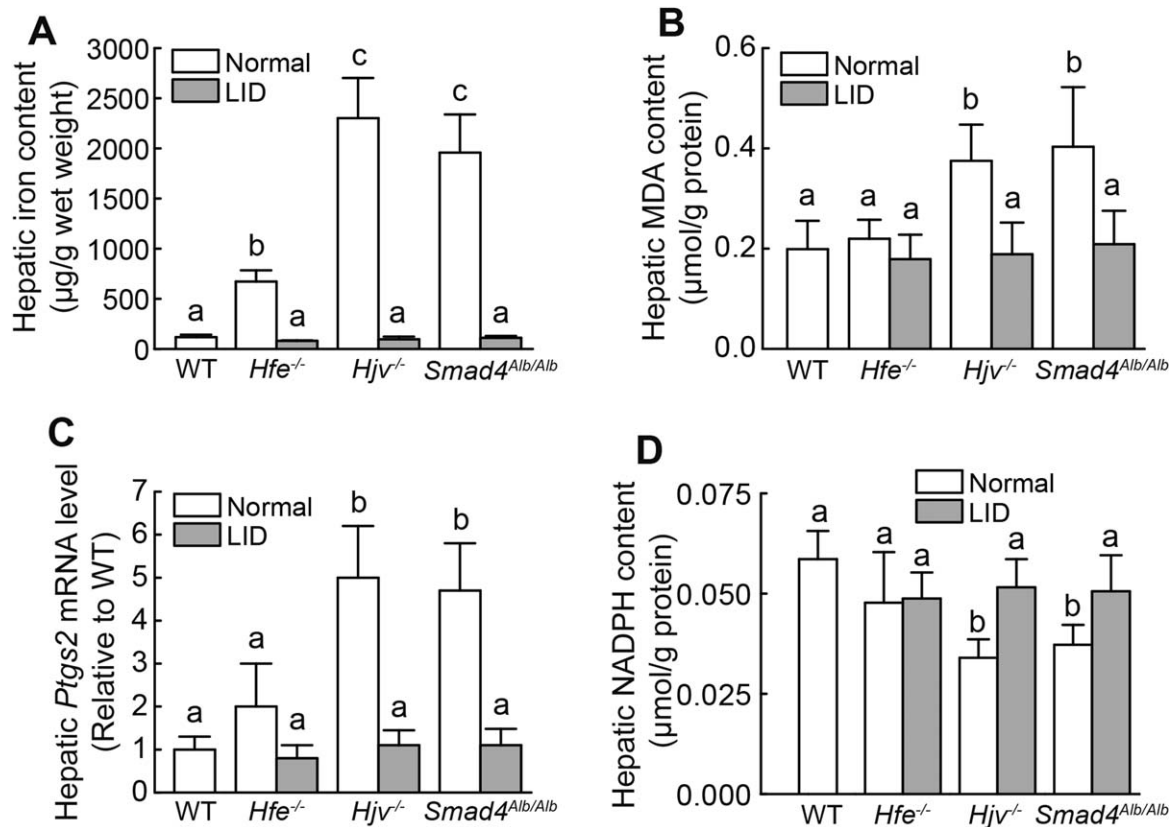 A
Hepatic iron content
(µg/g wet weight)
3000
2500
2000
1500
1000
500
0
Normal
LID
a
b
a
c
a
c
a
WT
Hfe-/-
Hjv-/-
Smad4Alb/Alb
B
Hepatic MDA content
(µmol/g protein)
0.6
0.4
0.2
0.0
Normal
LID
a
a
a
b
a
b
a
WT
Hfe-/-
Hjv-/-
Smad4Alb/Alb
C
Hepatic Ptgs2 mRNA level
(Relative to WT)
7
6
5
4
3
2
1
0
Normal
LID
a
a
a
b
a
b
a
WT
Hfe-/-
Hjv-/-
Smad4Alb/Alb
D
Hepatic NADPH content
(µmol/g protein)
0.075
0.050
0.025
0.000
Normal
LID
a
a
a
b
a
b
a
WT
Hfe-/-
Hjv-/-
Smad4Alb/Alb